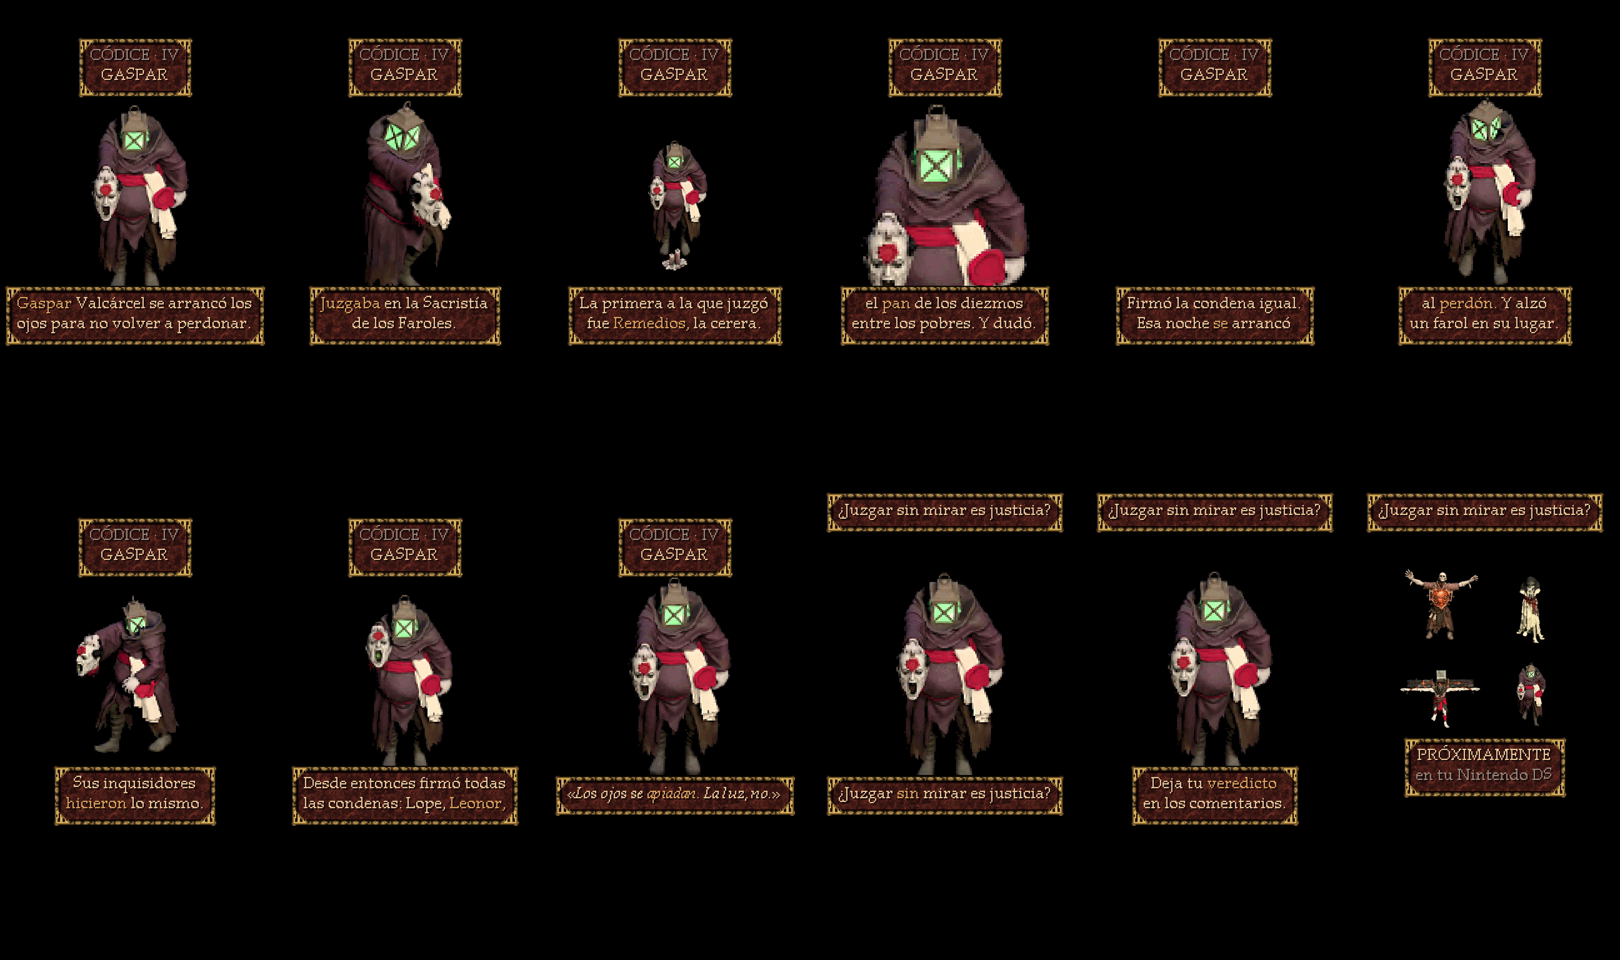 CÓDICE · IV
GASPAR
Gaspar Valcárcel se arrancó los
ojos para no volver a perdonar.
CÓDICE · IV
GASPAR
Juzgaba en la Sacristía
de los Faroles.
CÓDICE · IV
GASPAR
La primera a la que juzgó
fue Remedios, la cerera.
CÓDICE · IV
GASPAR
el pan de los diezmos
entre los pobres. Y dudó.
CÓDICE · IV
GASPAR
Firmó la condena igual.
Esa noche se arrancó
CÓDICE · IV
GASPAR
al perdón. Y alzó
un farol en su lugar.
CÓDICE · IV
GASPAR
Sus inquisidores
hicieron lo mismo.
CÓDICE · IV
GASPAR
Desde entonces firmó todas
las condenas: Lope, Leonor,
CÓDICE · IV
GASPAR
«Los ojos se apiadan. La luz, no.»
¿Juzgar sin mirar es justicia?
¿Juzgar sin mirar es justicia?
¿Juzgar sin mirar es justicia?
Deja tu veredicto
en los comentarios.
¿Juzgar sin mirar es justicia?
PRÓXIMAMENTE
en tu Nintendo DS